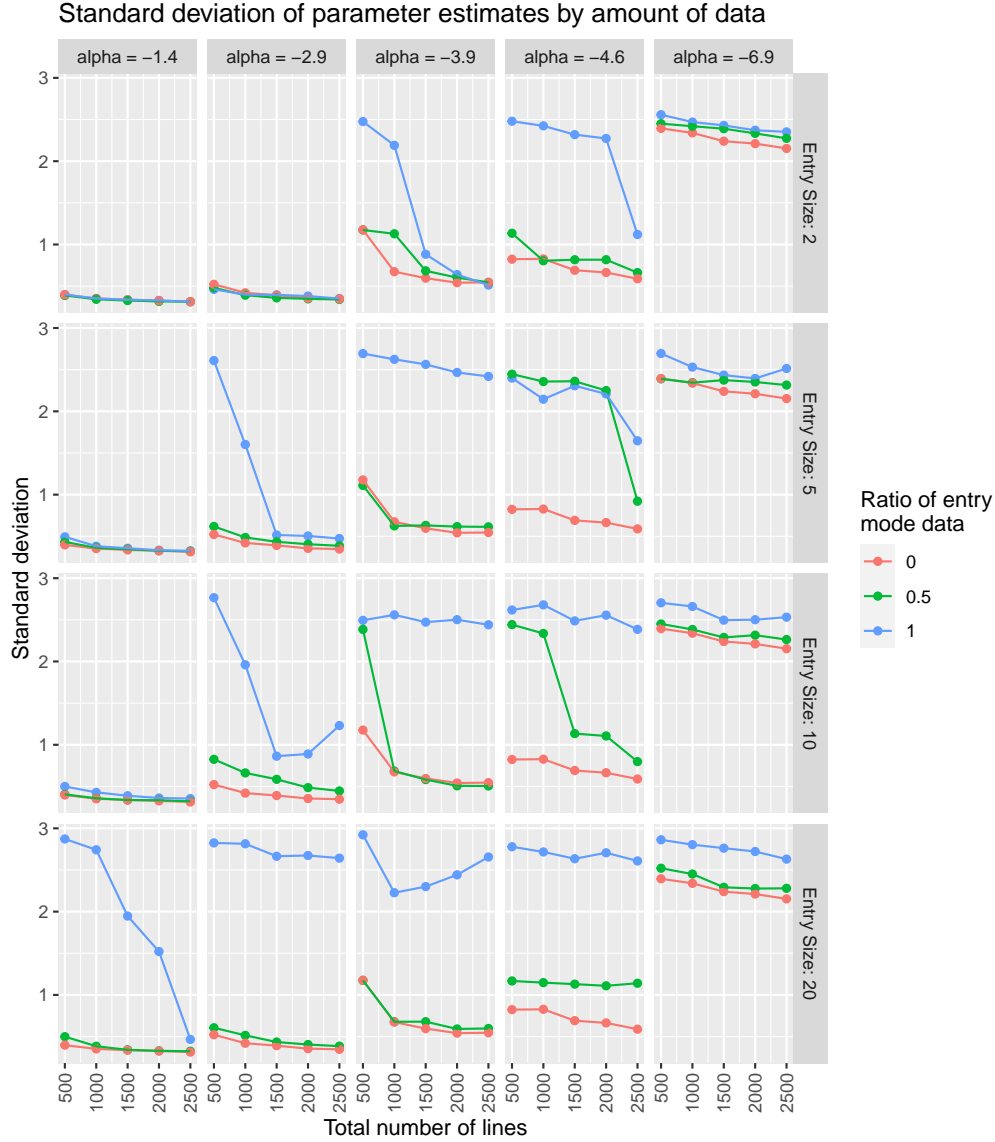 Standard deviation of parameter estimates by amount of data
alpha = −1.4
alpha = −2.9
alpha = −3.9
alpha = −4.6
alpha = −6.9
3
2
1
Entry Size: 2
3
2
1
Entry Size: 5
3
2
1
Entry Size: 10
3
2
1
Entry Size: 20
Standard deviation
500 1000 1500 2000 2500
500 1000 1500 2000 2500
500 1000 1500 2000 2500
500 1000 1500 2000 2500
500 1000 1500 2000 2500
Total number of lines
Ratio of entry
mode data
0
0.5
1